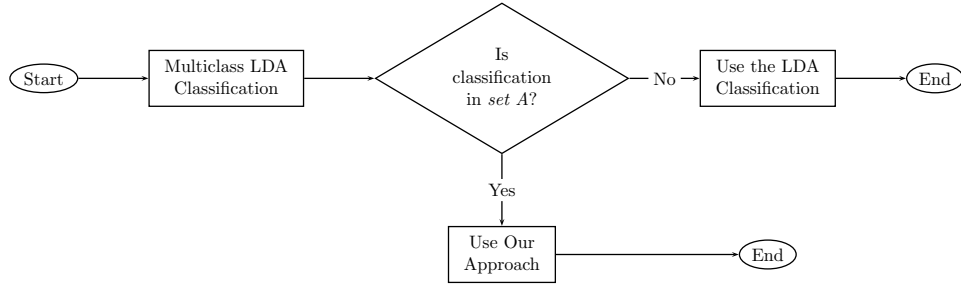 Start
Multiclass LDA
Classification
Is
classification
in set A?
No
Use the LDA
Classification
End
Yes
Use Our
Approach
End